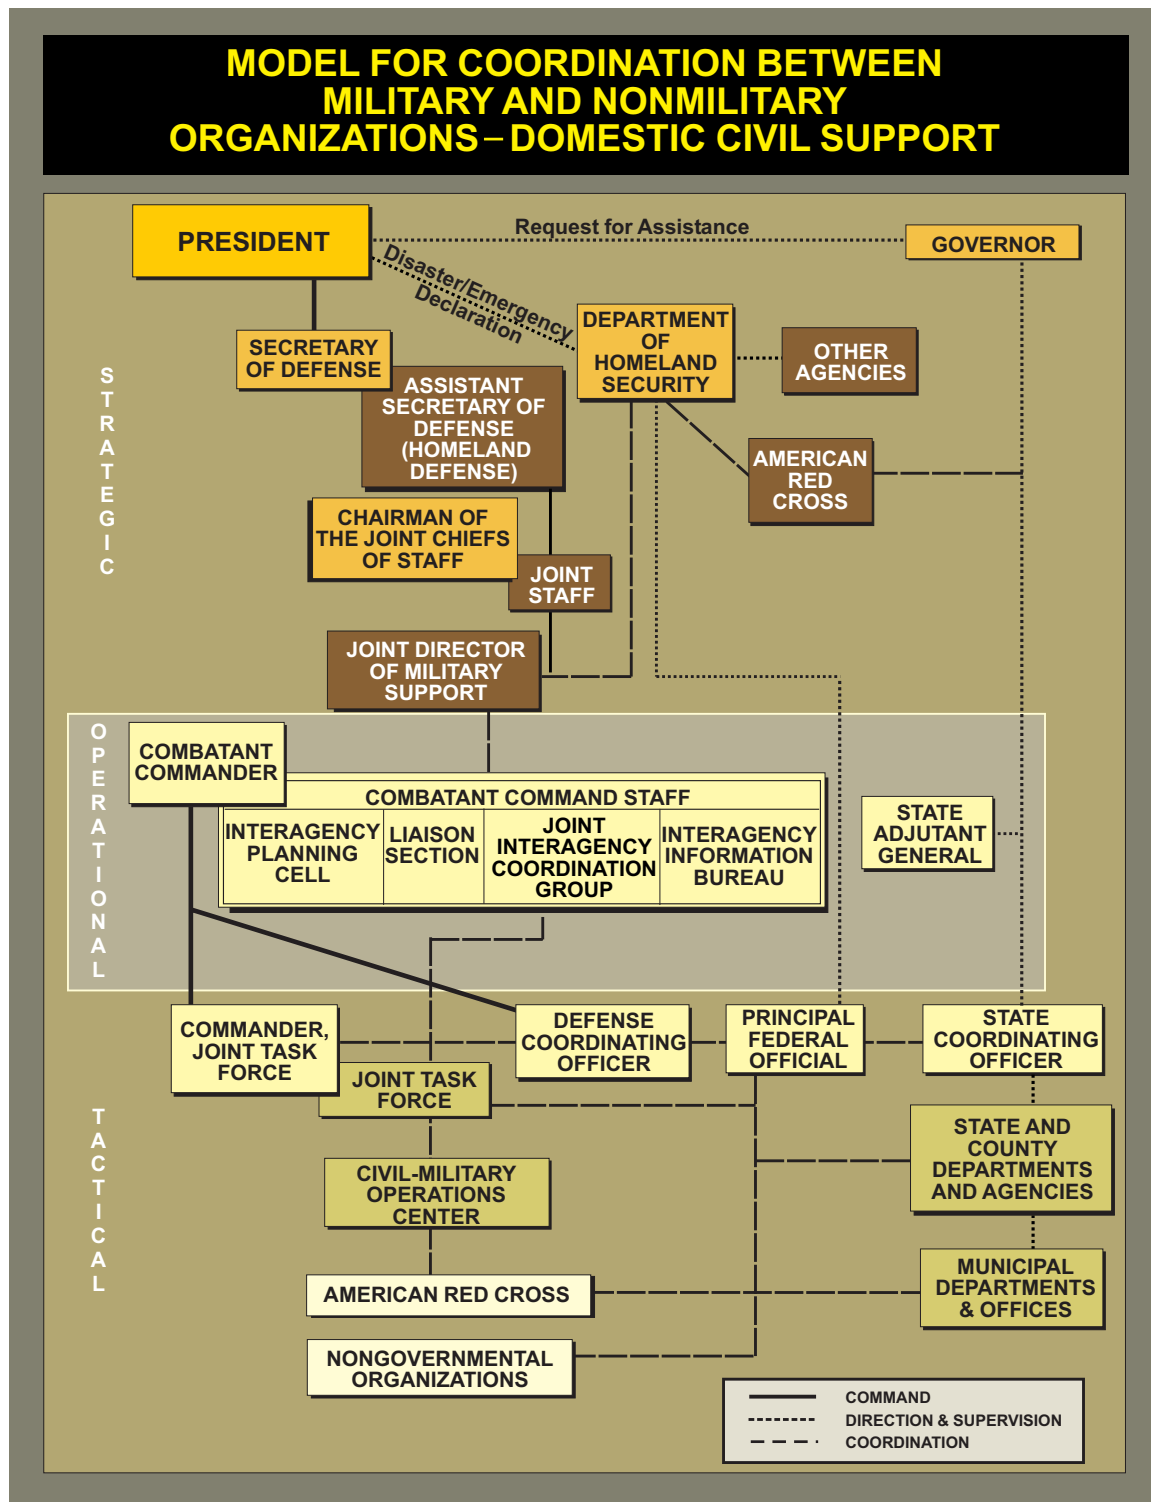 MODEL FOR COORDINATION BETWEEN
MILITARY AND NONMILITARY
ORGANIZATIONS – DOMESTIC CIVIL SUPPORT
PRESIDENT
Request for Assistance
GOVERNOR
Disaster/Emergency
Declaration
SECRETARY
OF DEFENSE
DEPARTMENT
OF
HOMELAND
SECURITY
OTHER
AGENCIES
STRATEGIC
ASSISTANT
SECRETARY OF
DEFENSE
(HOMELAND
DEFENSE)
AMERICAN
RED
CROSS
CHAIRMAN OF
THE JOINT CHIEFS
OF STAFF
JOINT
STAFF
JOINT DIRECTOR
OF MILITARY
SUPPORT
OPERATIONAL
COMBATANT
COMMANDER
COMBATANT COMMAND STAFF
INTERAGENCY
PLANNING
CELL
LIAISON
SECTION
JOINT
INTERAGENCY
COORDINATION
GROUP
INTERAGENCY
INFORMATION
BUREAU
STATE
ADJUTANT
GENERAL
TACTICAL
COMMANDER,
JOINT TASK
FORCE
DEFENSE
COORDINATING
OFFICER
PRINCIPAL
FEDERAL
OFFICIAL
STATE
COORDINATING
OFFICER
JOINT TASK
FORCE
STATE AND
COUNTY
DEPARTMENTS
AND AGENCIES
CIVIL-MILITARY
OPERATIONS
CENTER
MUNICIPAL
DEPARTMENTS
& OFFICES
AMERICAN RED CROSS
NONGOVERNMENTAL
ORGANIZATIONS
COMMAND
DIRECTION & SUPERVISION
COORDINATION